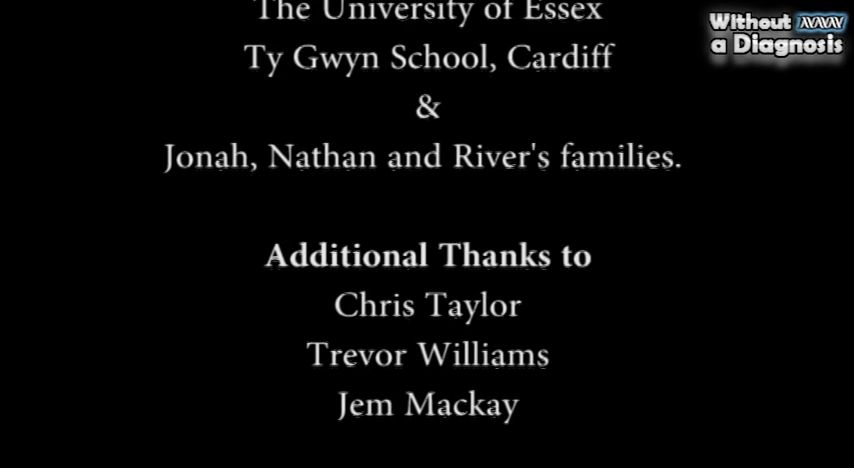 The University of Essex
Ty Gwyn School, Cardiff
&
Jonah, Nathan and River's families.
Additional Thanks to
Chris Taylor
Trevor Williams
Jem Mackay
Without
a Diagnosis